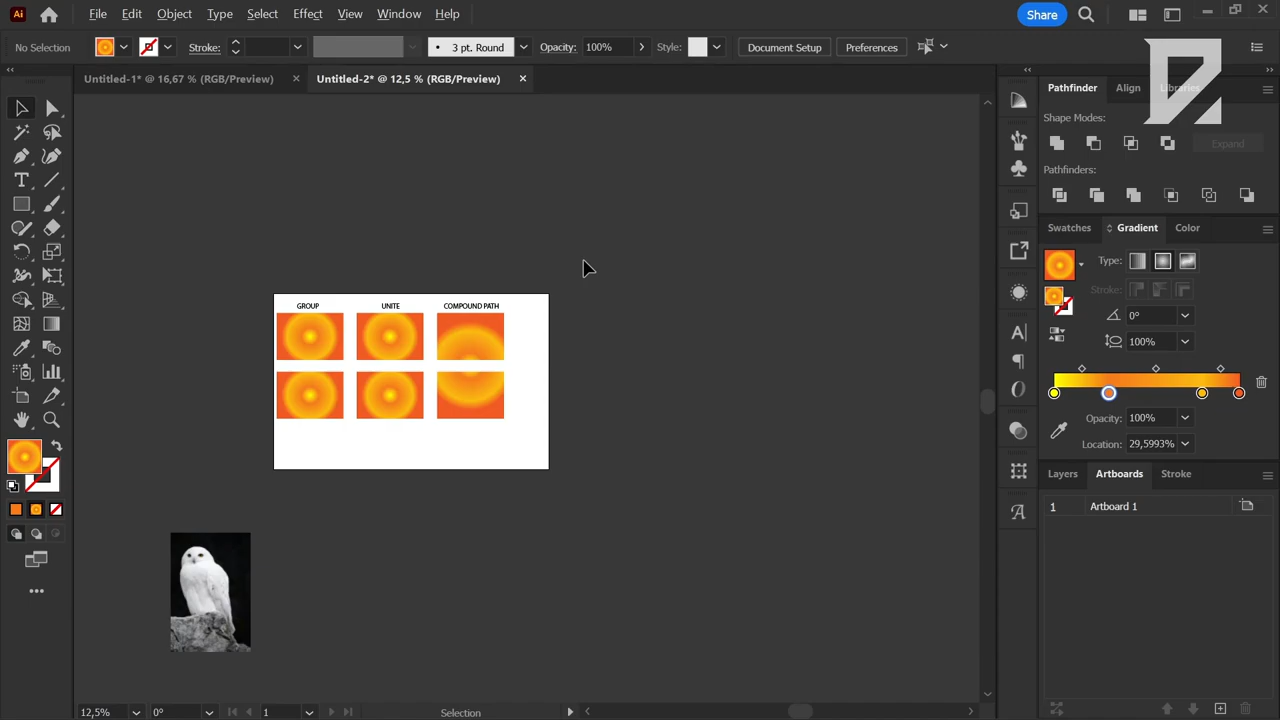 Ai File Edit Object Type Select Effect View Window Help Share
No Selection Stroke: 3 pt. Round Opacity: 100% Style: Document Setup Preferences
Untitled-1* @ 16,67 % (RGB/Preview) Untitled-2* @ 12,5 % (RGB/Preview)
Pathfinder Align Libraries
Shape Modes:
Expand
Pathfinders:
Swatches Gradient Color
Type:
Stroke:
0°
100%
Opacity: 100%
Location: 29,5993%
Layers Artboards Stroke
1 Artboard 1
GROUP UNITE COMPOUND PATH
12,5% 0° 1 Selection